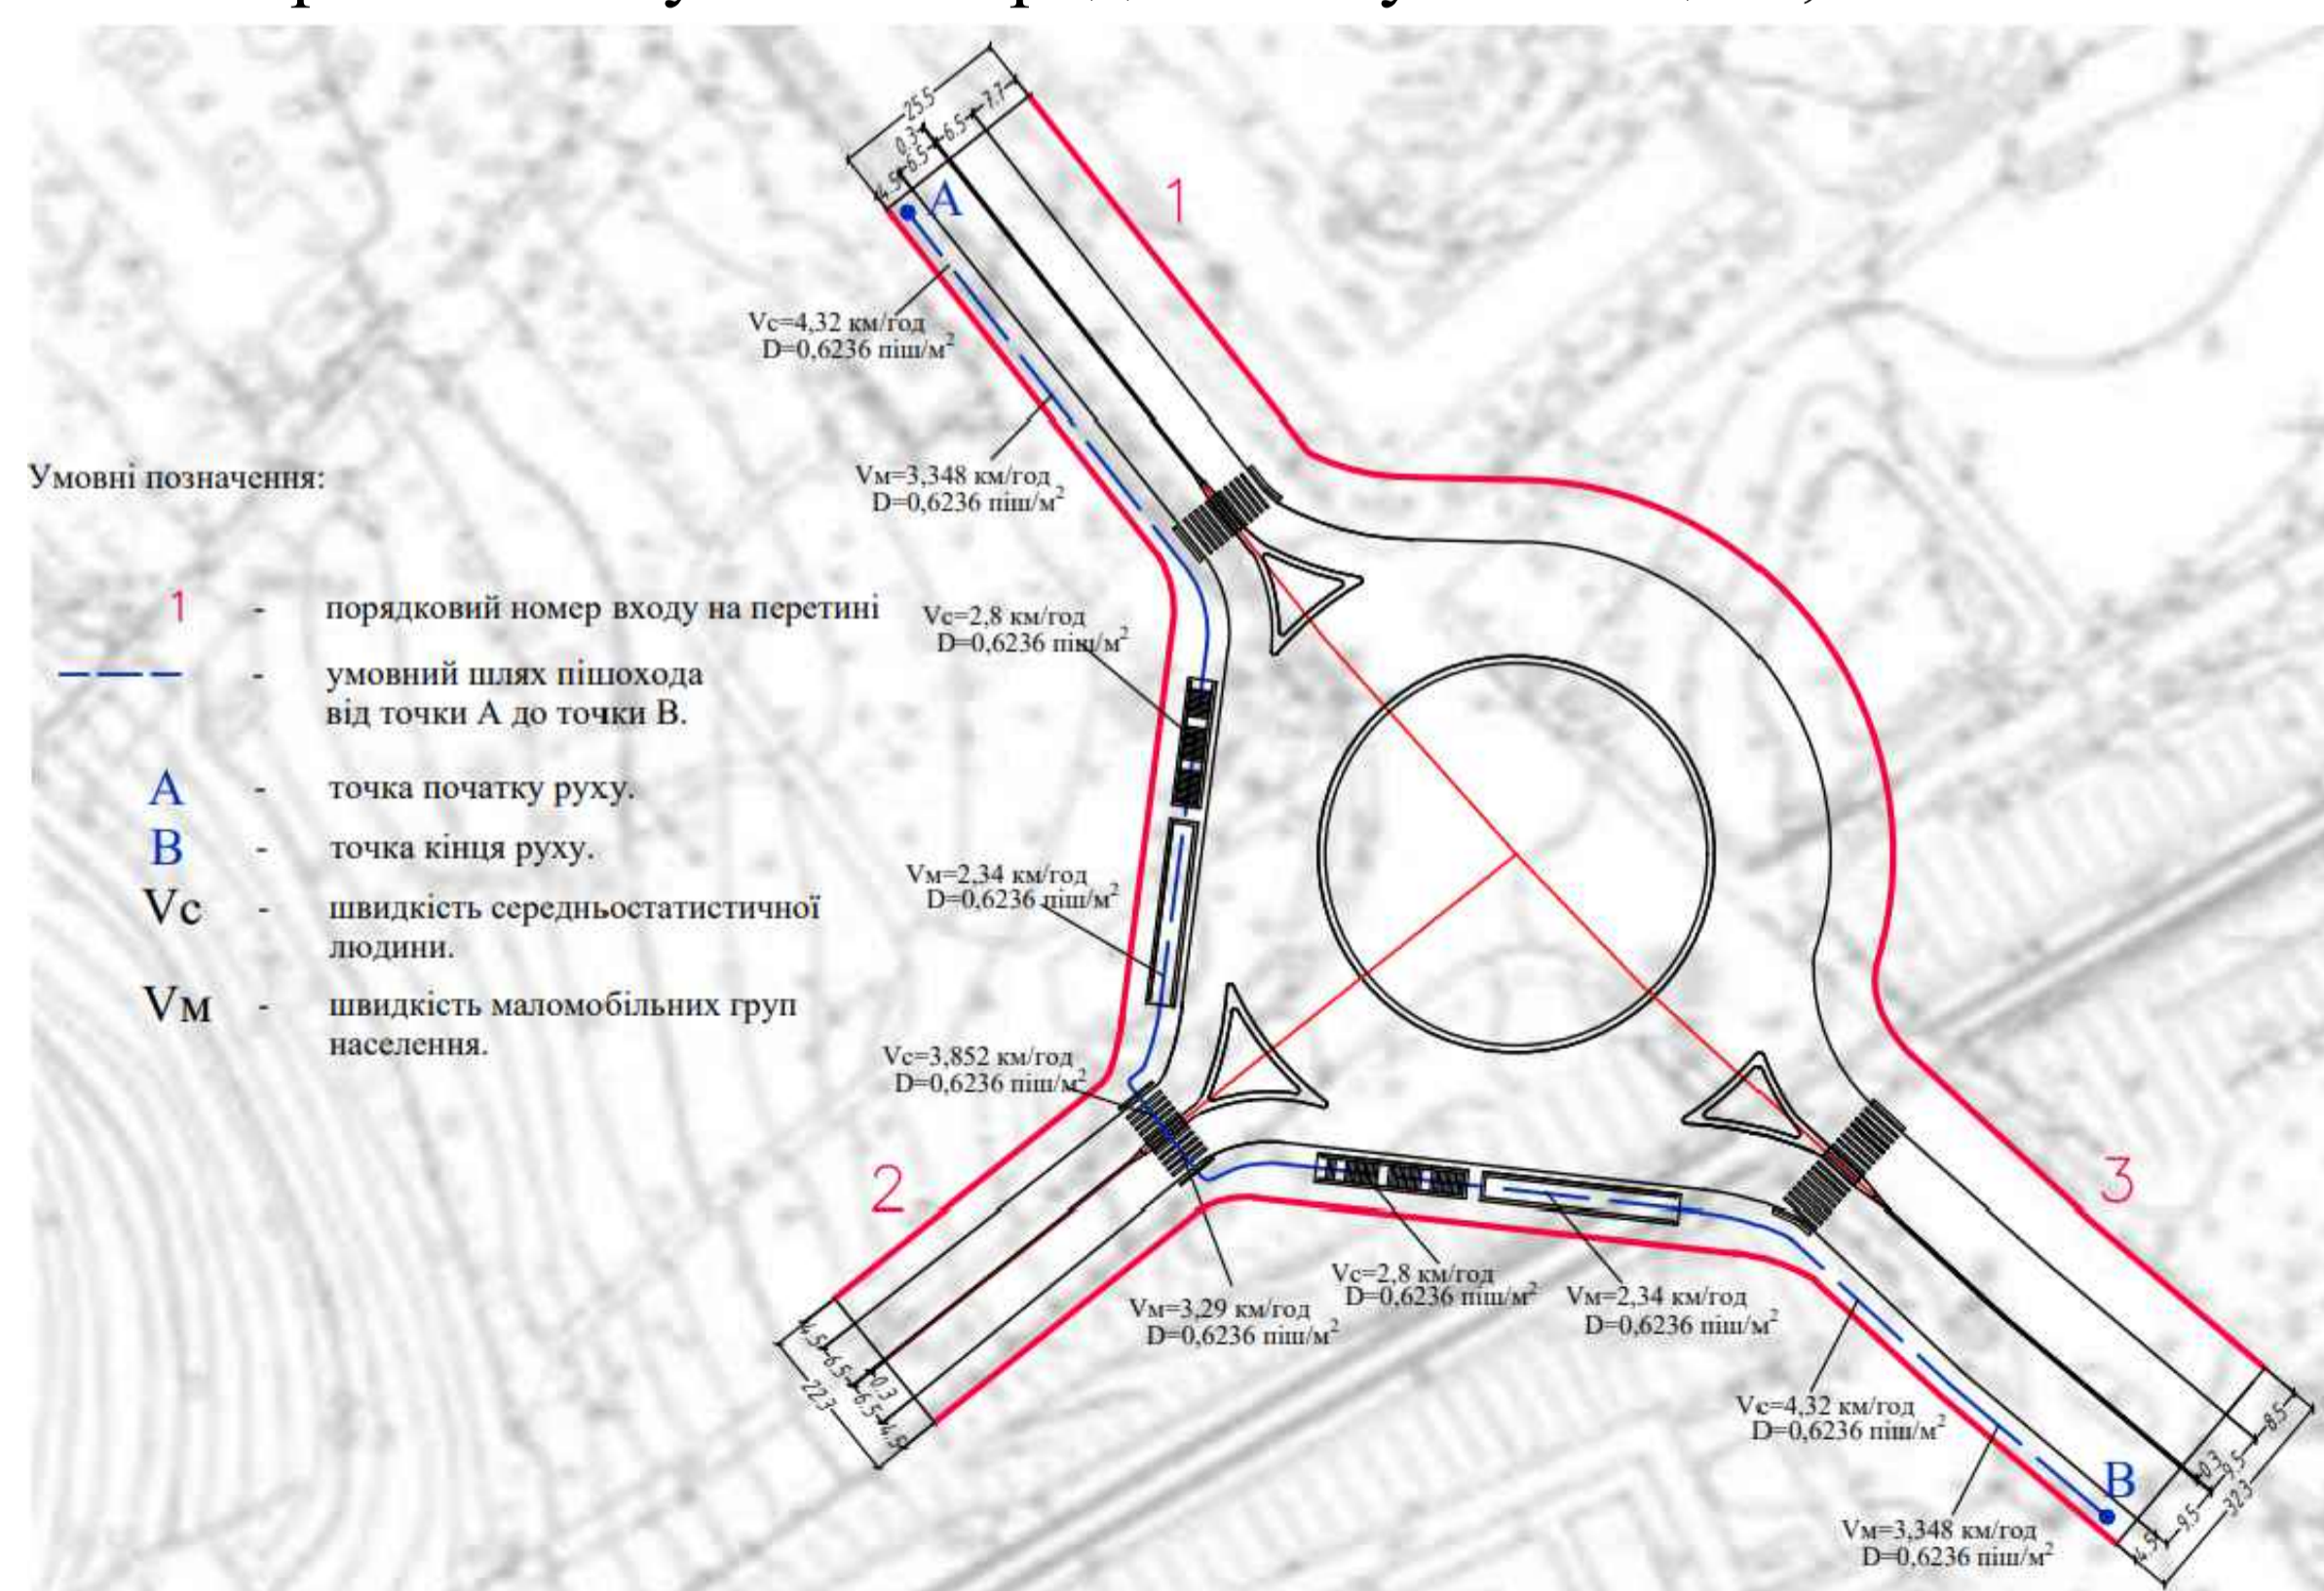 25.5
0.3
6.5
7.7
4.5
6.5
A
1
Vc=4,32 км/год
D=0,6236 піш/м²
Vм=3,348 км/год
D=0,6236 піш/м²
Умовні позначення:
1 - порядковий номер входу на перетині
- умовний шлях пішохода
від точки А до точки В.
A - точка початку руху.
B - точка кінця руху.
Vc - швидкість середньостатистичної
людини.
Vм - швидкість маломобільних груп
населення.
Vc=2,8 км/год
D=0,6236 піш/м²
Vм=2,34 км/год
D=0,6236 піш/м²
Vc=3,852 км/год
D=0,6236 піш/м²
2
3
Vм=3,29 км/год
D=0,6236 піш/м²
Vc=2,8 км/год
D=0,6236 піш/м²
Vм=2,34 км/год
D=0,6236 піш/м²
4.5
6.5
0.3
6.5
4.5
22.3
Vc=4,32 км/год
D=0,6236 піш/м²
Vм=3,348 км/год
D=0,6236 піш/м²
B
8.5
9.5
0.3
9.5
4.5
32.3